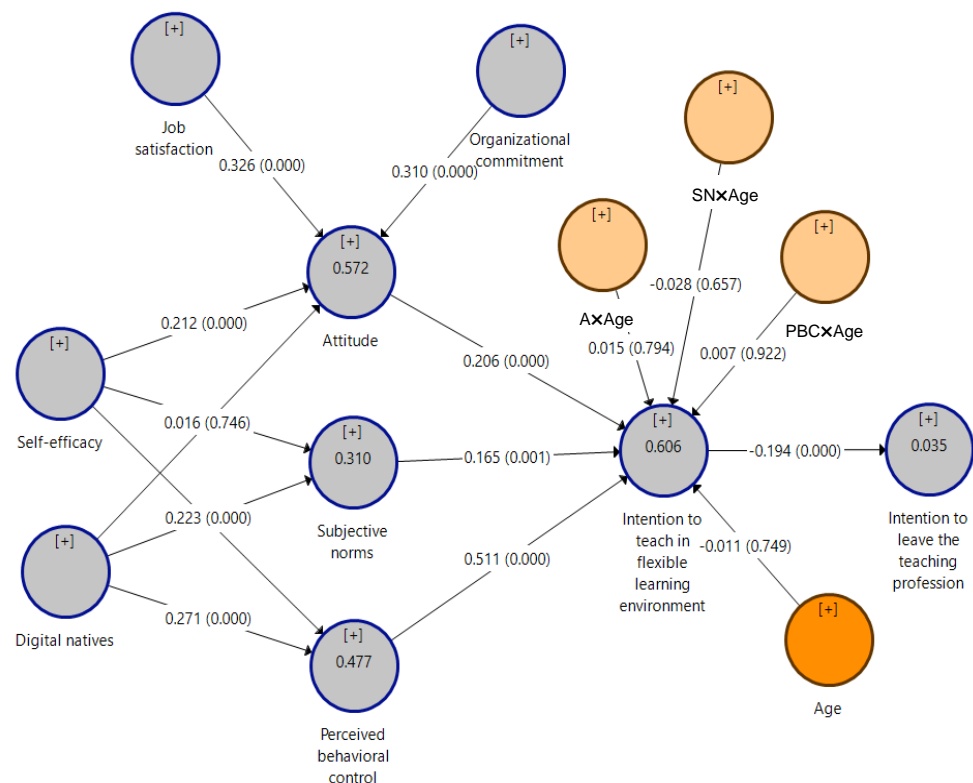 [+]
Job
satisfaction
[+]
Organizational
commitment
0.326 (0.000)
0.310 (0.000)
[+]
SN×Age
[+]
A×Age
[+]
PBC×Age
-0.028 (0.657)
0.015 (0.794)
0.007 (0.922)
[+]
0.572
Attitude
[+]
Self-efficacy
0.212 (0.000)
0.016 (0.746)
0.206 (0.000)
[+]
0.310
Subjective
norms
0.165 (0.001)
[+]
0.606
Intention to
teach in
flexible
learning
environment
-0.194 (0.000)
[+]
0.035
Intention to
leave the
teaching
profession
[+]
Digital natives
0.223 (0.000)
0.271 (0.000)
0.511 (0.000)
-0.011 (0.749)
[+]
0.477
Perceived
behavioral
control
[+]
Age